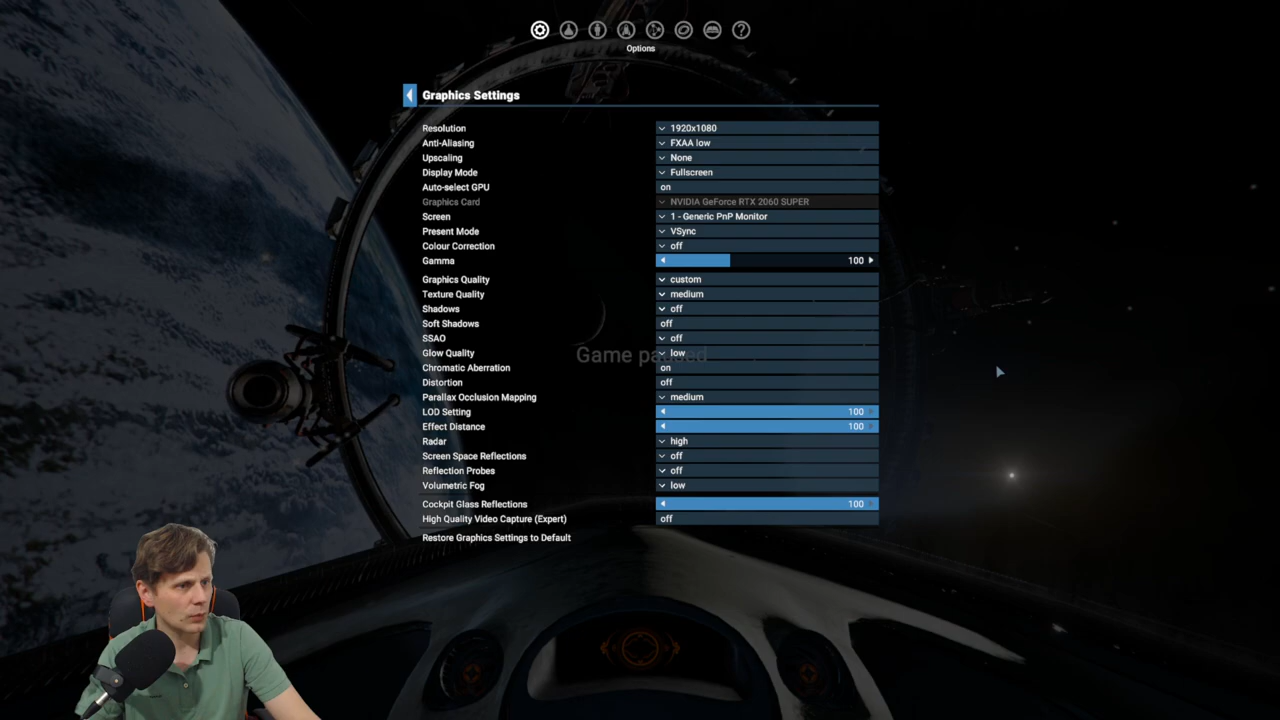 Options
Graphics Settings
Resolution 1920x1080
Anti-Aliasing FXAA low
Upscaling None
Display Mode Fullscreen
Auto-select GPU on
Graphics Card NVIDIA GeForce RTX 2060 SUPER
Screen 1 - Generic PnP Monitor
Present Mode VSync
Colour Correction off
Gamma 100
Graphics Quality custom
Texture Quality medium
Shadows off
Soft Shadows off
SSAO off
Glow Quality low
Game paused
Chromatic Aberration on
Distortion off
Parallax Occlusion Mapping medium
LOD Setting 100
Effect Distance 100
Radar high
Screen Space Reflections off
Reflection Probes off
Volumetric Fog low
Cockpit Glass Reflections 100
High Quality Video Capture (Expert) off
Restore Graphics Settings to Default